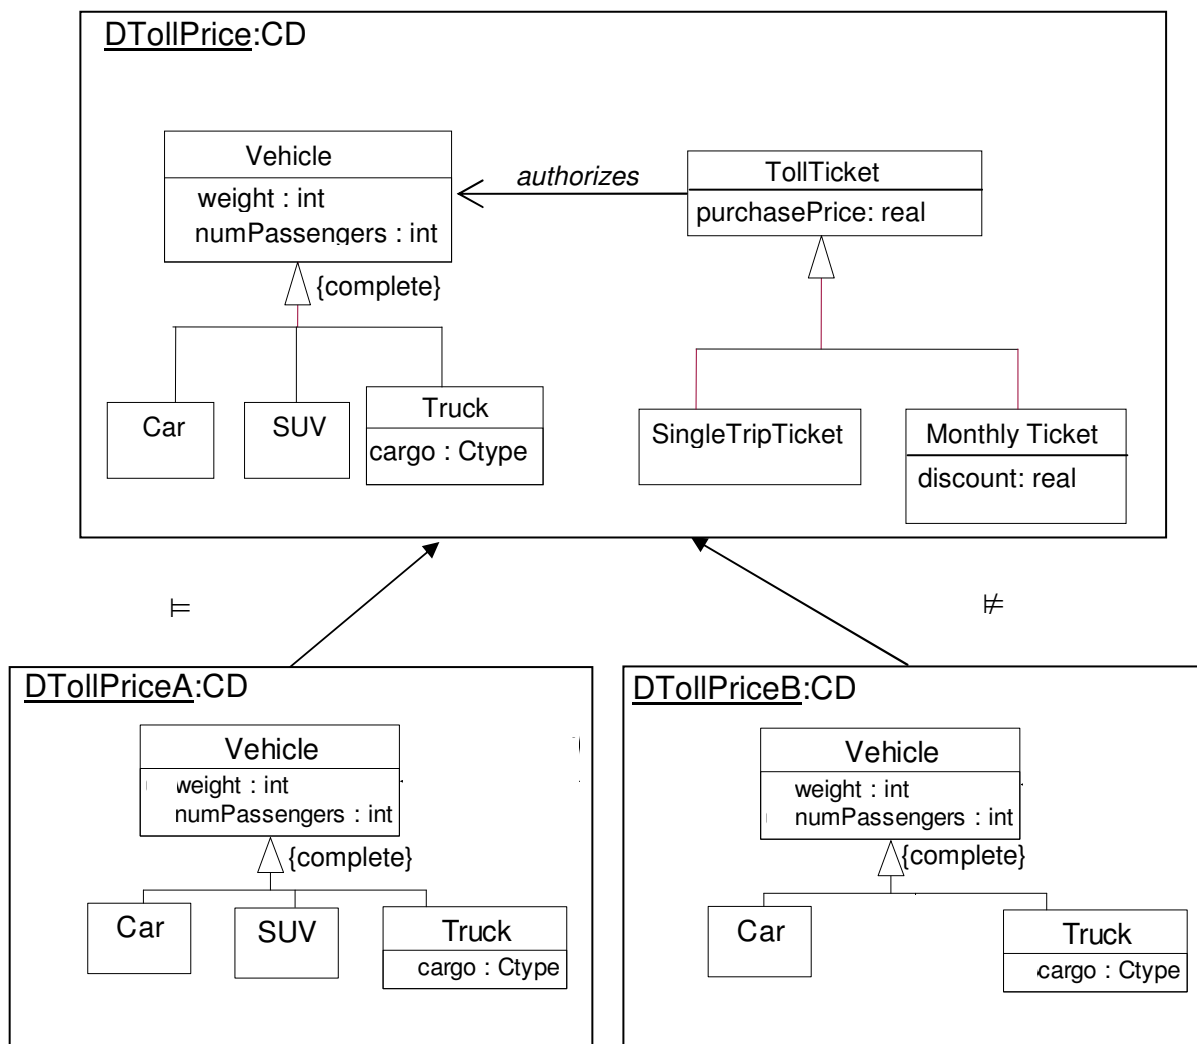 DTollPrice:CD
Vehicle
weight : int
numPassengers : int
authorizes
TollTicket
purchasePrice: real
{complete}
Car
SUV
Truck
cargo : Ctype
SingleTripTicket
Monthly Ticket
discount: real
⊨
⊭
DTollPriceA:CD
Vehicle
weight : int
numPassengers : int
{complete}
Car
SUV
Truck
cargo : Ctype
DTollPriceB:CD
Vehicle
weight : int
numPassengers : int
{complete}
Car
Truck
cargo : Ctype